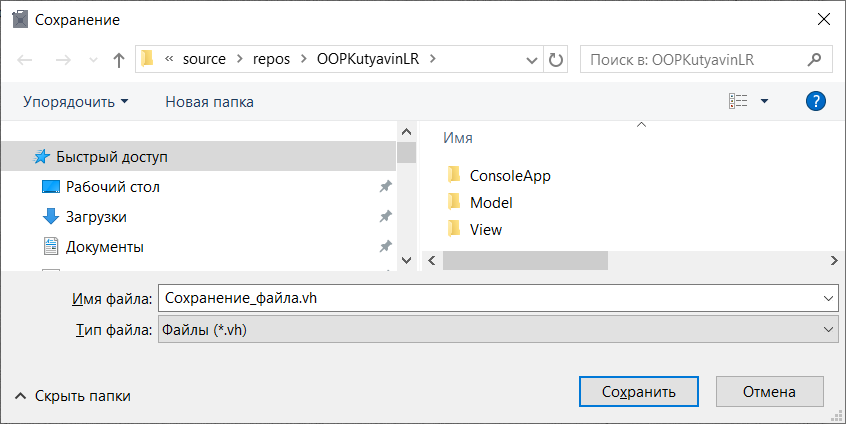 Сохранение
« source › repos › OOPKutyavinLR ›
Поиск в: OOPKutyavinLR
Упорядочить
Новая папка
?
Быстрый доступ
Рабочий стол
Загрузки
Документы
Имя
ConsoleApp
Model
View
Имя файла: Сохранение_файла.vh
Тип файла: Файлы (*.vh)
Скрыть папки
Сохранить
Отмена